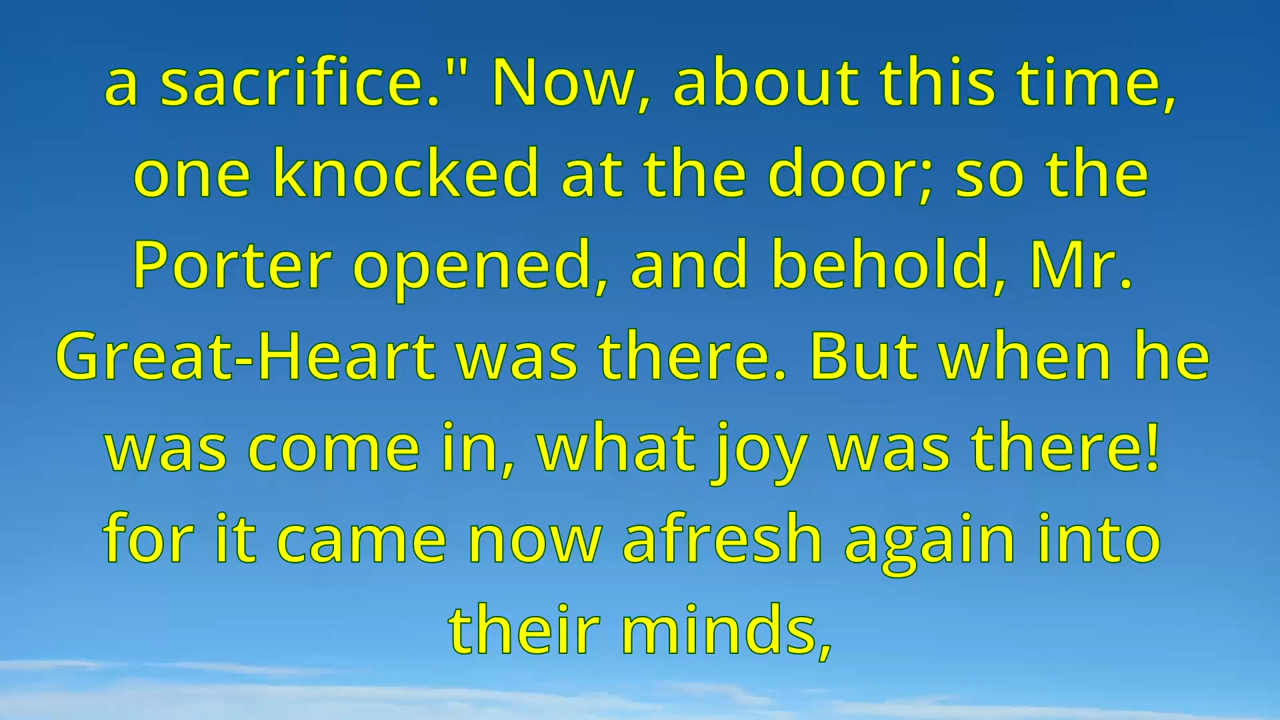 a sacrifice." Now, about this time,
one knocked at the door; so the
Porter opened, and behold, Mr.
Great-Heart was there. But when he
was come in, what joy was there!
for it came now afresh again into
their minds,